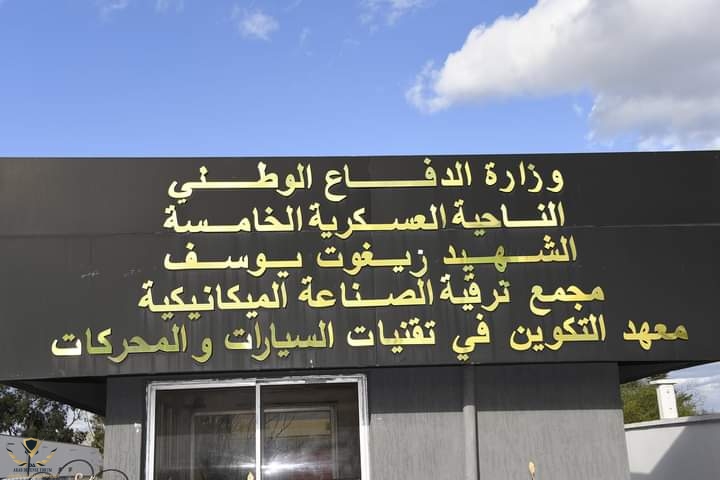 وزارة الدفاع الوطني
الناحية العسكرية الخامسة
الشهيد زيغوت يوسف
مجمع ترقية الصناعة الميكانيكية
معهد التكوين في تقنيات السيارات و المحركات